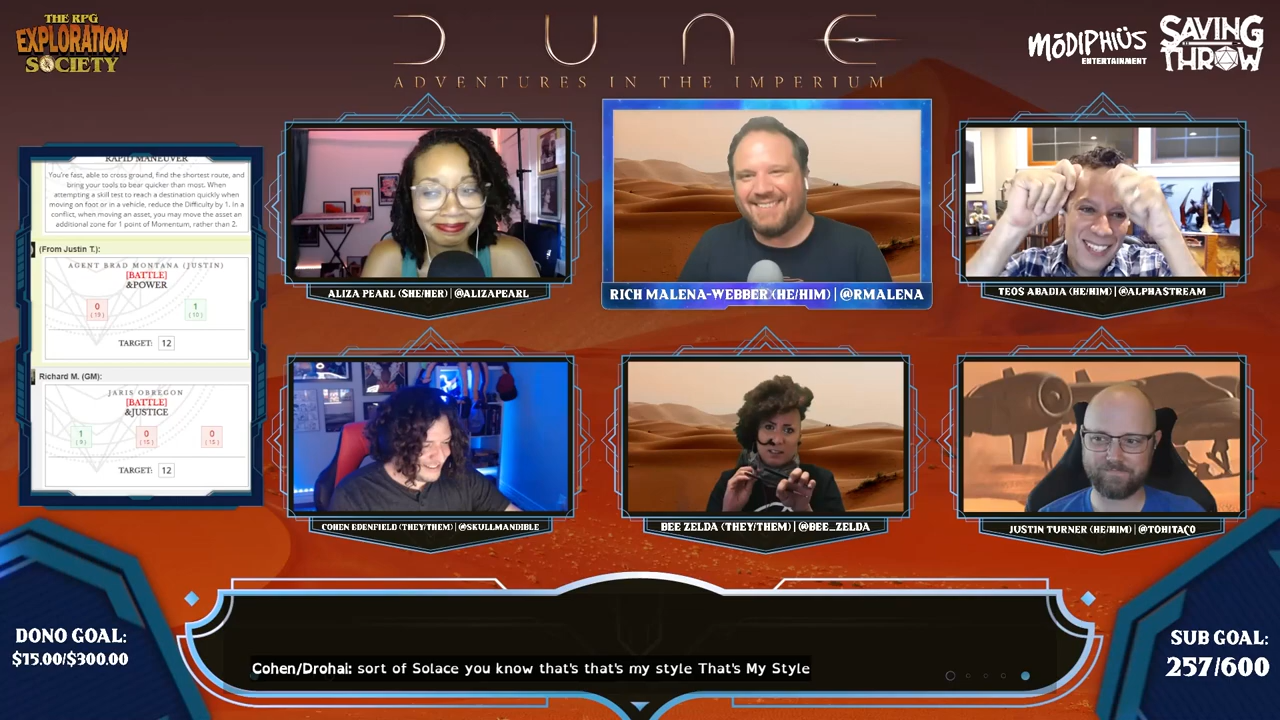 THE RPG
EXPLORATION
SOCIETY
DUNE
ADVENTURES IN THE IMPERIUM
MŌDIPHIÜS
ENTERTAINMENT
SAVING
THROW
RAPID MANEUVER
You're fast, able to cross ground, find the shortest route, and
bring your tools to bear quicker than most. When
attempting a skill test to reach a destination quickly when
moving on foot or in a vehicle, reduce the Difficulty by 1. In a
conflict, when moving an asset, you may move the asset an
additional zone for 1 point of Momentum, rather than 2.
(From Justin T.):
AGENT BRAD MONTANA (JUSTIN)
[BATTLE]
&POWER
0 1
(19) (10)
TARGET: 12
Richard M. (GM):
JARIS OBREGON
[BATTLE]
&JUSTICE
1 0 0
(9) (15) (15)
TARGET: 12
ALIZA PEARL (SHE/HER) | @ALIZAPEARL
RICH MALENA-WEBBER (HE/HIM) | @RMALENA
TEOS ABADIA (HE/HIM) | @ALPHASTREAM
COHEN EDENFIELD (THEY/THEM) | @SKULLMANDIBLE
BEE ZELDA (THEY/THEM) | @BEE_ZELDA
JUSTIN TURNER (HE/HIM) | @TOHITACO
DONO GOAL:
$15.00/$300.00
Cohen/Drohai: sort of Solace you know that's that's my style That's My Style
SUB GOAL:
257/600